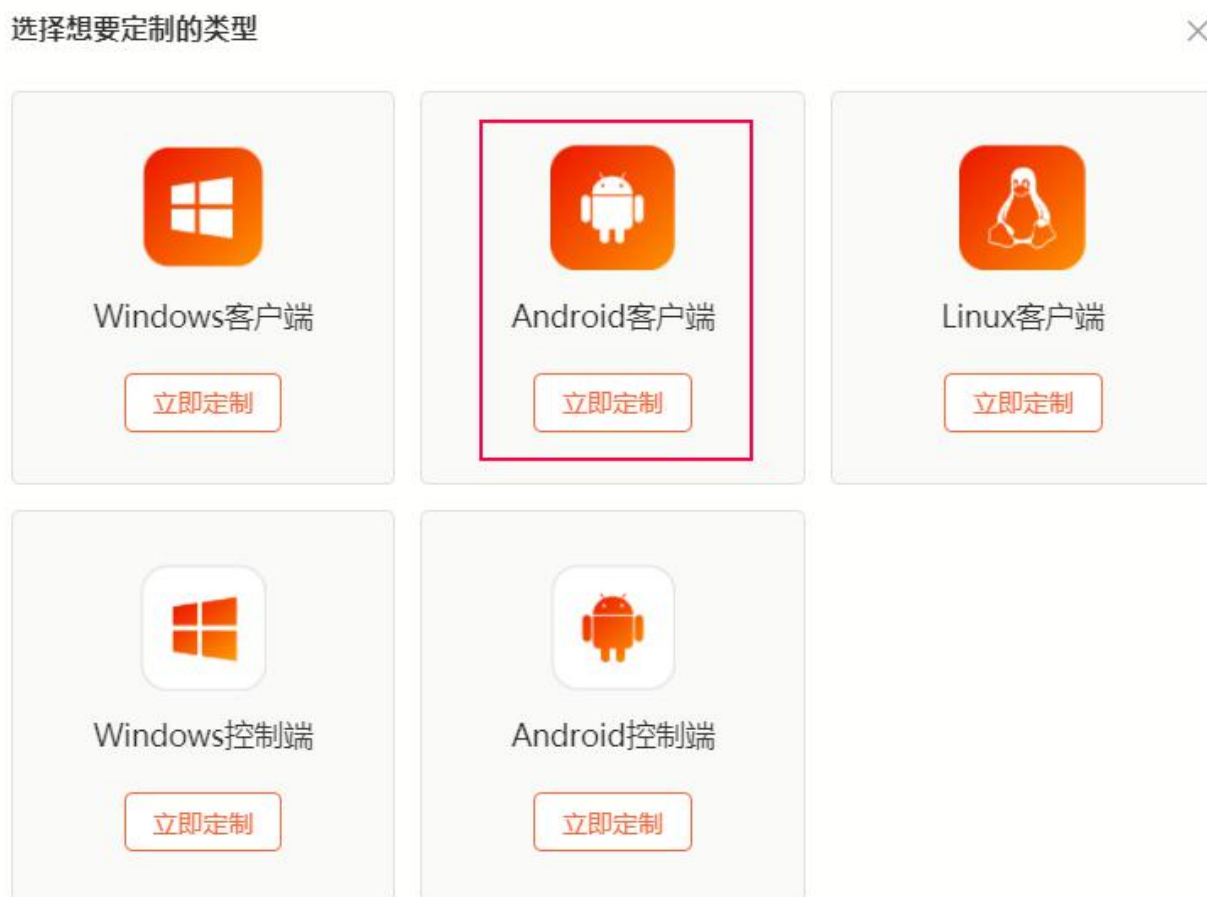 选择想要定制的类型
Windows客户端
Android客户端
Linux客户端
立即定制
立即定制
立即定制
Windows控制端
Android控制端
立即定制
立即定制